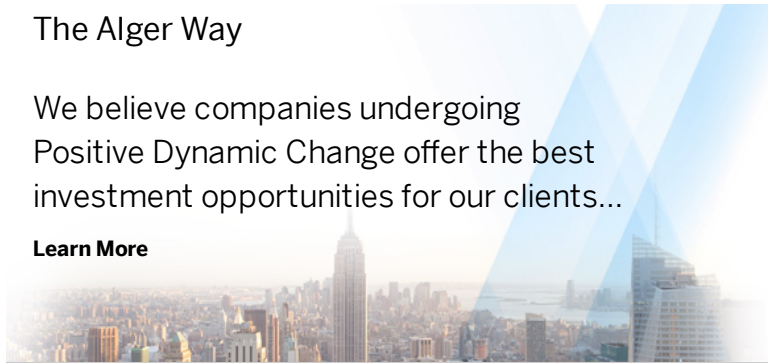 The Alger Way
We believe companies undergoing
Positive Dynamic Change offer the best
investment opportunities for our clients...
Learn More